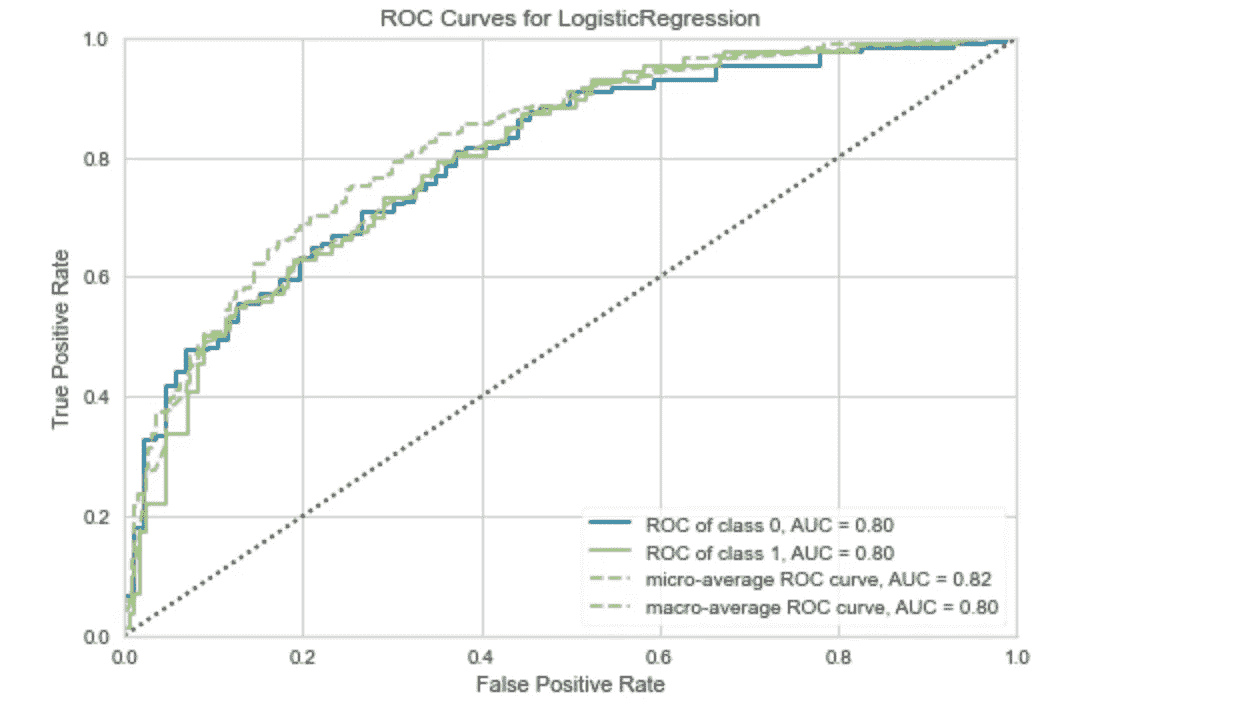 ROC Curves for LogisticRegression
1.0
0.8
0.6
0.4
0.2
0.0
True Positive Rate
ROC of class 0, AUC = 0.80
ROC of class 1, AUC = 0.80
micro-average ROC curve, AUC = 0.82
macro-average ROC curve, AUC = 0.80
0.0 0.2 0.4 0.6 0.8 1.0
False Positive Rate